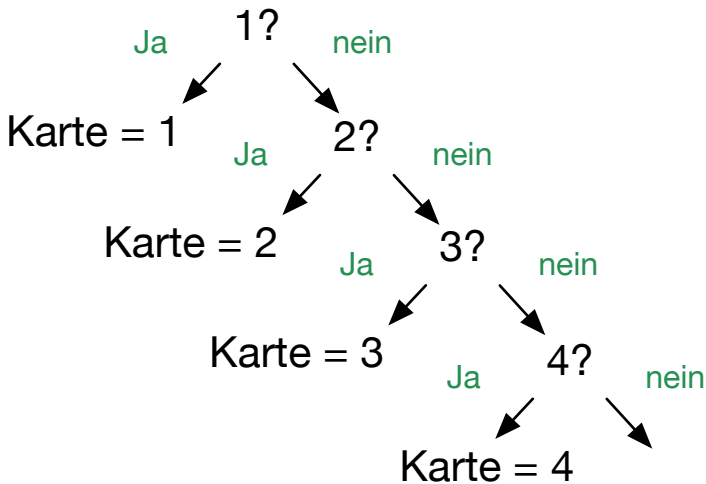 1?
Ja
nein
Karte = 1
2?
Ja
nein
Karte = 2
3?
Ja
nein
Karte = 3
4?
Ja
nein
Karte = 4